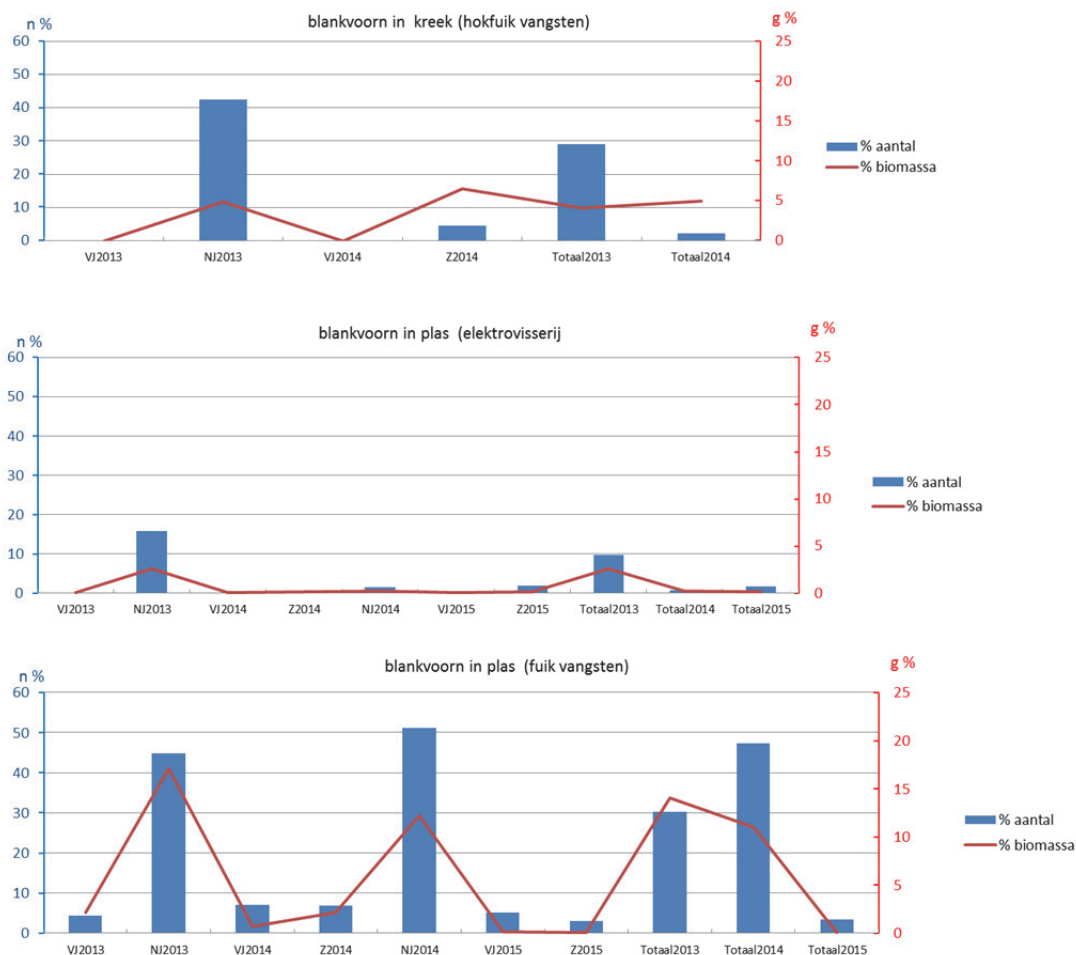 blankvoorn in kreek (hokfuik vangsten)
n %
g %
60
50
40
30
20
10
0
25
20
15
10
5
0
% aantal
% biomassa
VJ2013 NJ2013 VJ2014 Z2014 Totaal2013 Totaal2014
blankvoorn in plas (elektrovisserij
n %
g %
60
50
40
30
20
10
0
25
20
15
10
5
0
% aantal
% biomassa
VJ2013 NJ2013 VJ2014 Z2014 NJ2014 VJ2015 Z2015 Totaal2013 Totaal2014 Totaal2015
blankvoorn in plas (fuik vangsten)
n %
g %
60
50
40
30
20
10
0
25
20
15
10
5
0
% aantal
% biomassa
VJ2013 NJ2013 VJ2014 Z2014 NJ2014 VJ2015 Z2015 Totaal2013 Totaal2014 Totaal2015